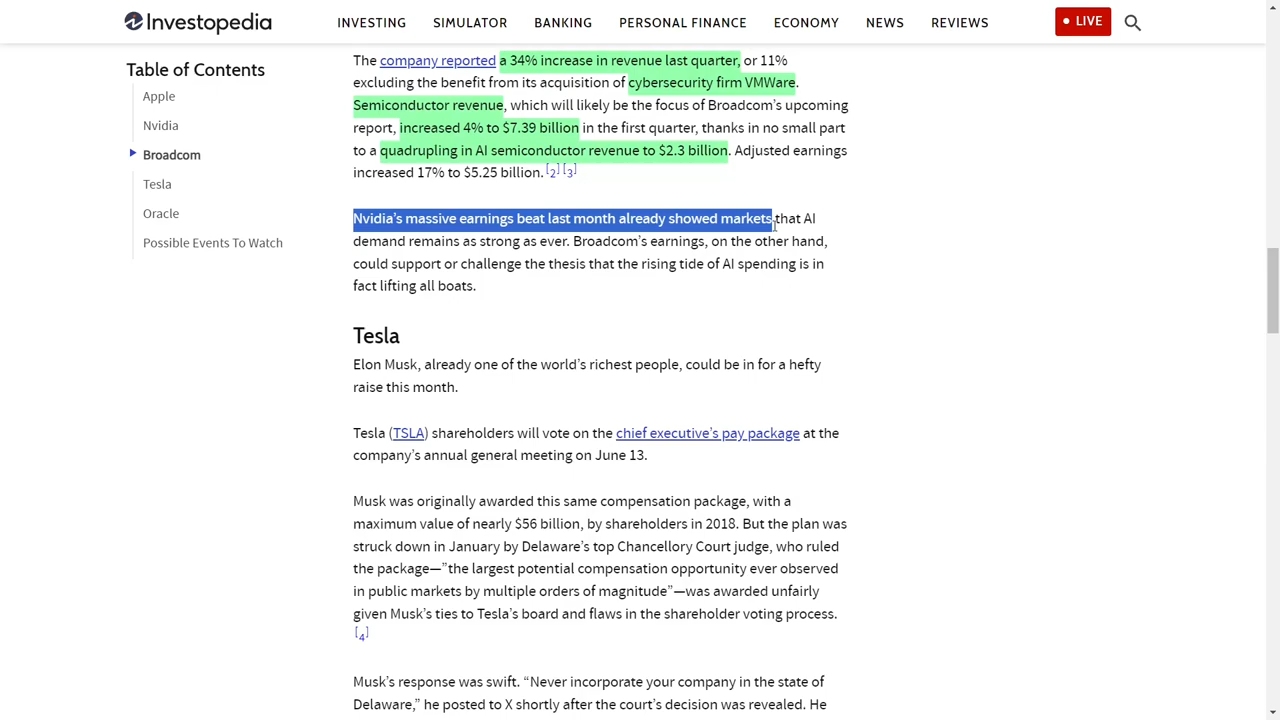 Investopedia
INVESTING
SIMULATOR
BANKING
PERSONAL FINANCE
ECONOMY
NEWS
REVIEWS
LIVE
Table of Contents
Apple
Nvidia
Broadcom
Tesla
Oracle
Possible Events To Watch
The company reported a 34% increase in revenue last quarter, or 11%
excluding the benefit from its acquisition of cybersecurity firm VMWare.
Semiconductor revenue, which will likely be the focus of Broadcom’s upcoming
report, increased 4% to $7.39 billion in the first quarter, thanks in no small part
to a quadrupling in AI semiconductor revenue to $2.3 billion. Adjusted earnings
increased 17% to $5.25 billion. [2] [3]
Nvidia’s massive earnings beat last month already showed markets that AI
demand remains as strong as ever. Broadcom’s earnings, on the other hand,
could support or challenge the thesis that the rising tide of AI spending is in
fact lifting all boats.
Tesla
Elon Musk, already one of the world’s richest people, could be in for a hefty
raise this month.
Tesla (TSLA) shareholders will vote on the chief executive’s pay package at the
company’s annual general meeting on June 13.
Musk was originally awarded this same compensation package, with a
maximum value of nearly $56 billion, by shareholders in 2018. But the plan was
struck down in January by Delaware’s top Chancellory Court judge, who ruled
the package—”the largest potential compensation opportunity ever observed
in public markets by multiple orders of magnitude”—was awarded unfairly
given Musk’s ties to Tesla’s board and flaws in the shareholder voting process.
[4]
Musk’s response was swift. “Never incorporate your company in the state of
Delaware,” he posted to X shortly after the court’s decision was revealed. He